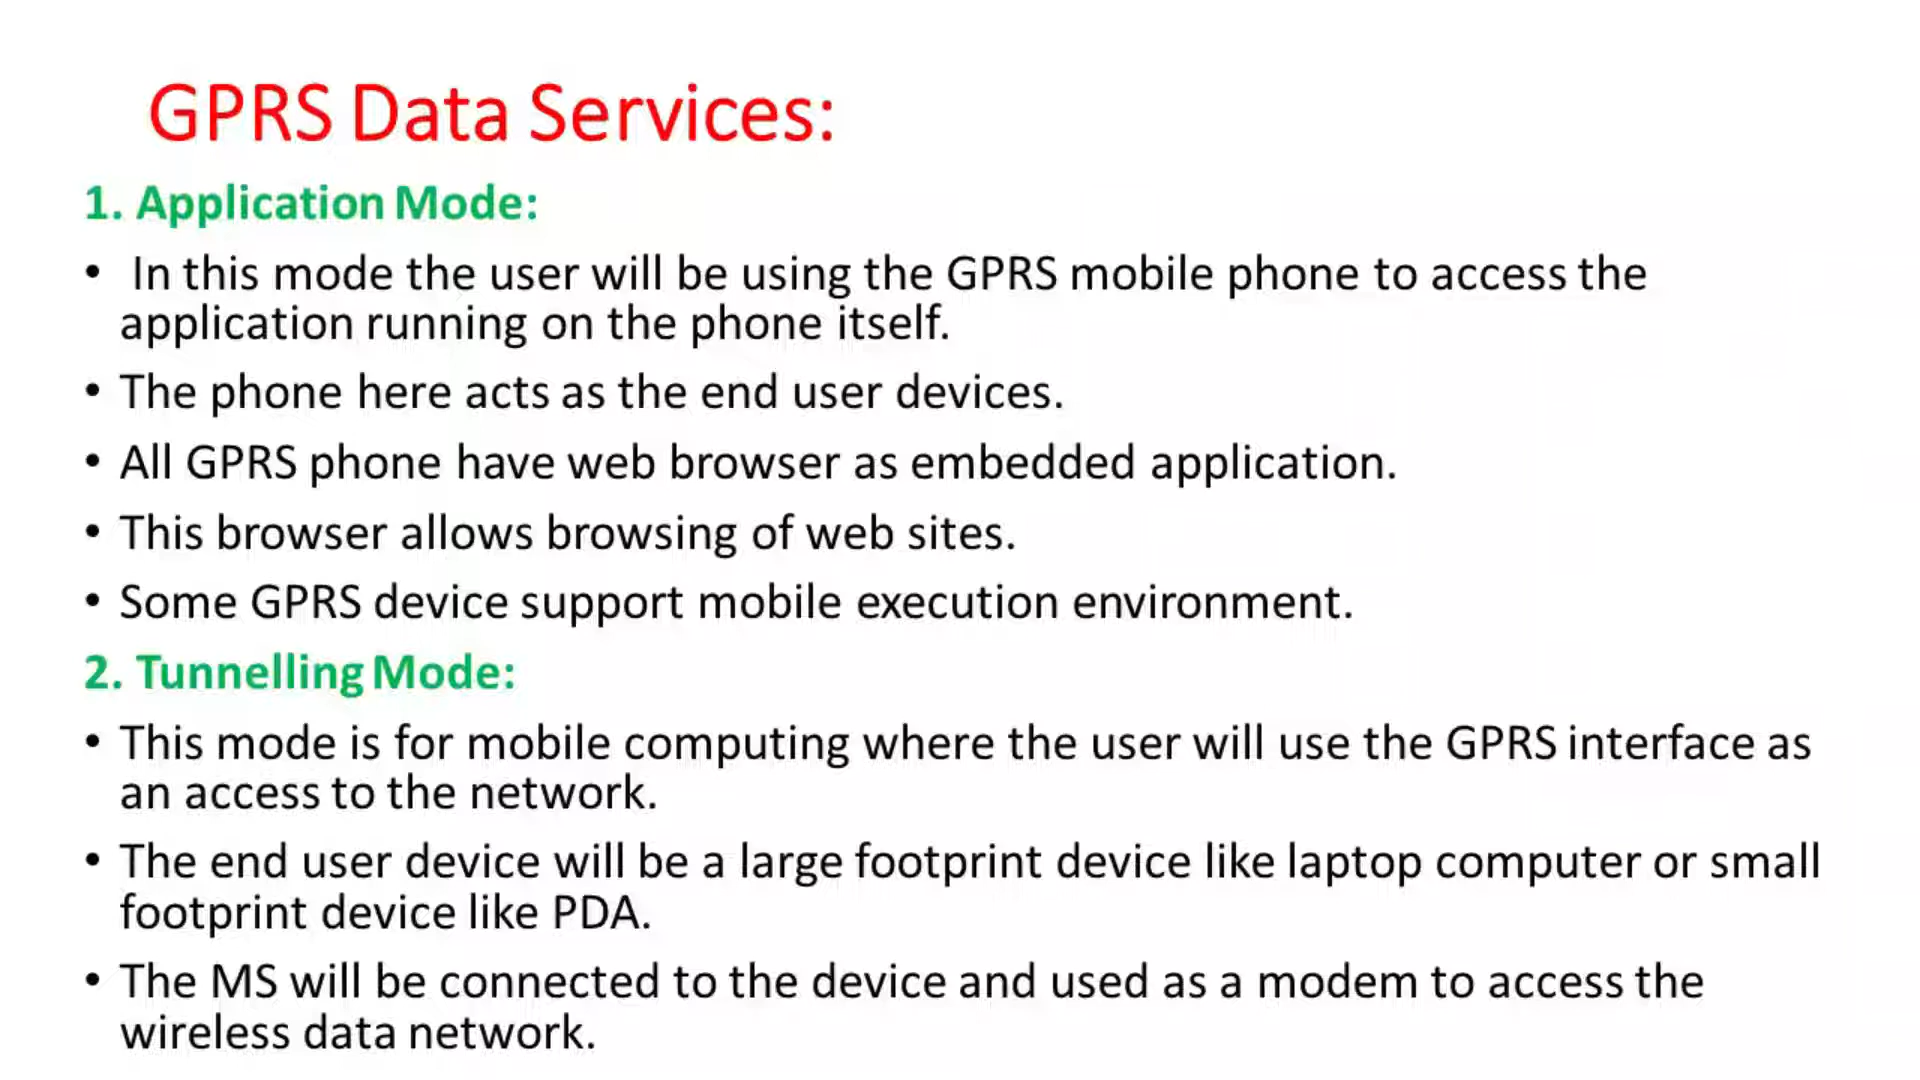 GPRS Data Services:
1. Application Mode:
• In this mode the user will be using the GPRS mobile phone to access the
application running on the phone itself.
• The phone here acts as the end user devices.
• All GPRS phone have web browser as embedded application.
• This browser allows browsing of web sites.
• Some GPRS device support mobile execution environment.
2. Tunnelling Mode:
• This mode is for mobile computing where the user will use the GPRS interface as
an access to the network.
• The end user device will be a large footprint device like laptop computer or small
footprint device like PDA.
• The MS will be connected to the device and used as a modem to access the
wireless data network.